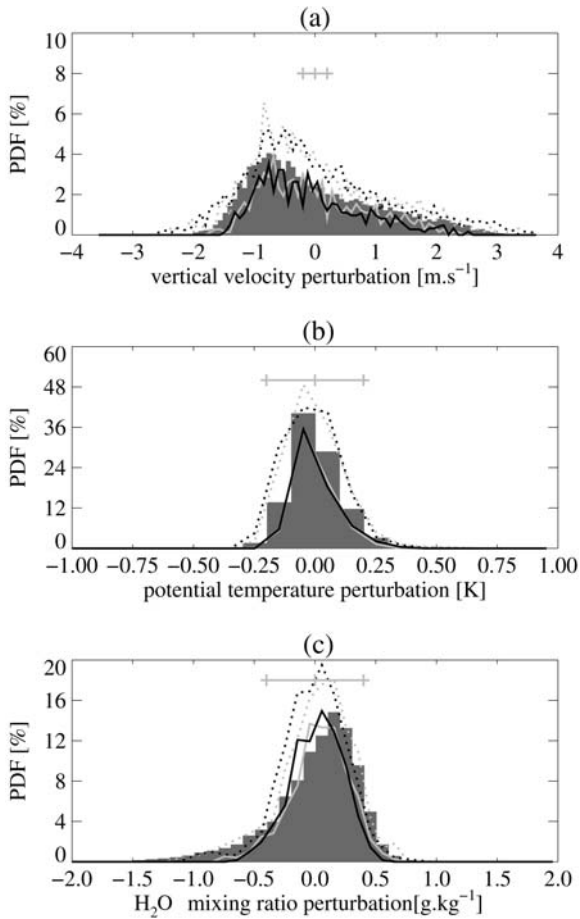 (a)
10
8
6
4
2
0
PDF [%]
−4 −3 −2 −1 0 1 2 3 4
vertical velocity perturbation [m.s⁻¹]
(b)
60
48
36
24
12
0
PDF [%]
−1.00 −0.75 −0.50 −0.25 0.00 0.25 0.50 0.75 1.00
potential temperature perturbation [K]
(c)
20
16
12
8
4
0
PDF [%]
−2.0 −1.5 −1.0 −0.5 0.0 0.5 1.0 1.5 2.0
H₂O mixing ratio perturbation[g.kg⁻¹]